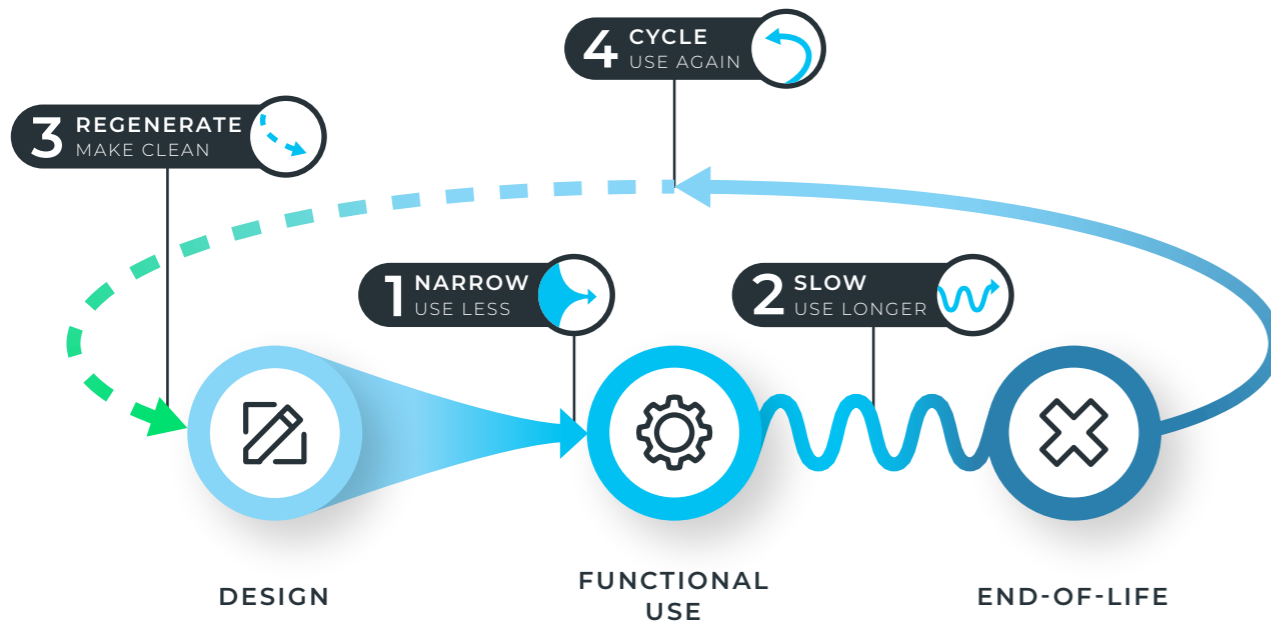 4 CYCLE
USE AGAIN
3 REGENERATE
MAKE CLEAN
1 NARROW
USE LESS
2 SLOW
USE LONGER
DESIGN
FUNCTIONAL
USE
END-OF-LIFE